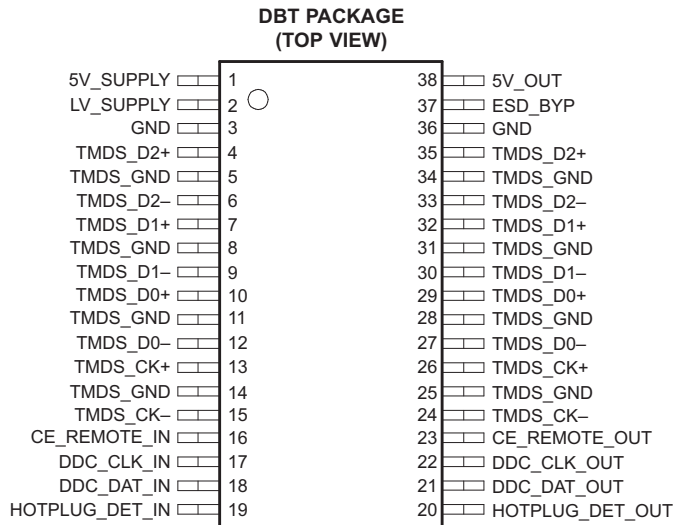 DBT PACKAGE
(TOP VIEW)
5V_SUPPLY 1 38 5V_OUT
LV_SUPPLY 2 37 ESD_BYP
GND 3 36 GND
TMDS_D2+ 4 35 TMDS_D2+
TMDS_GND 5 34 TMDS_GND
TMDS_D2– 6 33 TMDS_D2–
TMDS_D1+ 7 32 TMDS_D1+
TMDS_GND 8 31 TMDS_GND
TMDS_D1– 9 30 TMDS_D1–
TMDS_D0+ 10 29 TMDS_D0+
TMDS_GND 11 28 TMDS_GND
TMDS_D0– 12 27 TMDS_D0–
TMDS_CK+ 13 26 TMDS_CK+
TMDS_GND 14 25 TMDS_GND
TMDS_CK– 15 24 TMDS_CK–
CE_REMOTE_IN 16 23 CE_REMOTE_OUT
DDC_CLK_IN 17 22 DDC_CLK_OUT
DDC_DAT_IN 18 21 DDC_DAT_OUT
HOTPLUG_DET_IN 19 20 HOTPLUG_DET_OUT